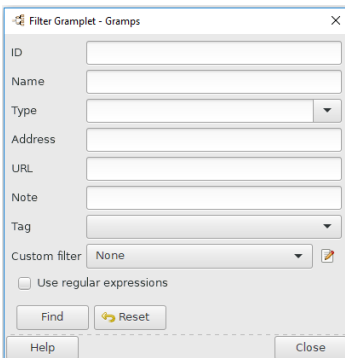 Filter Gramplet - Gramps
ID
Name
Type
Address
URL
Note
Tag
Custom filter None
Use regular expressions
Find Reset
Help Close